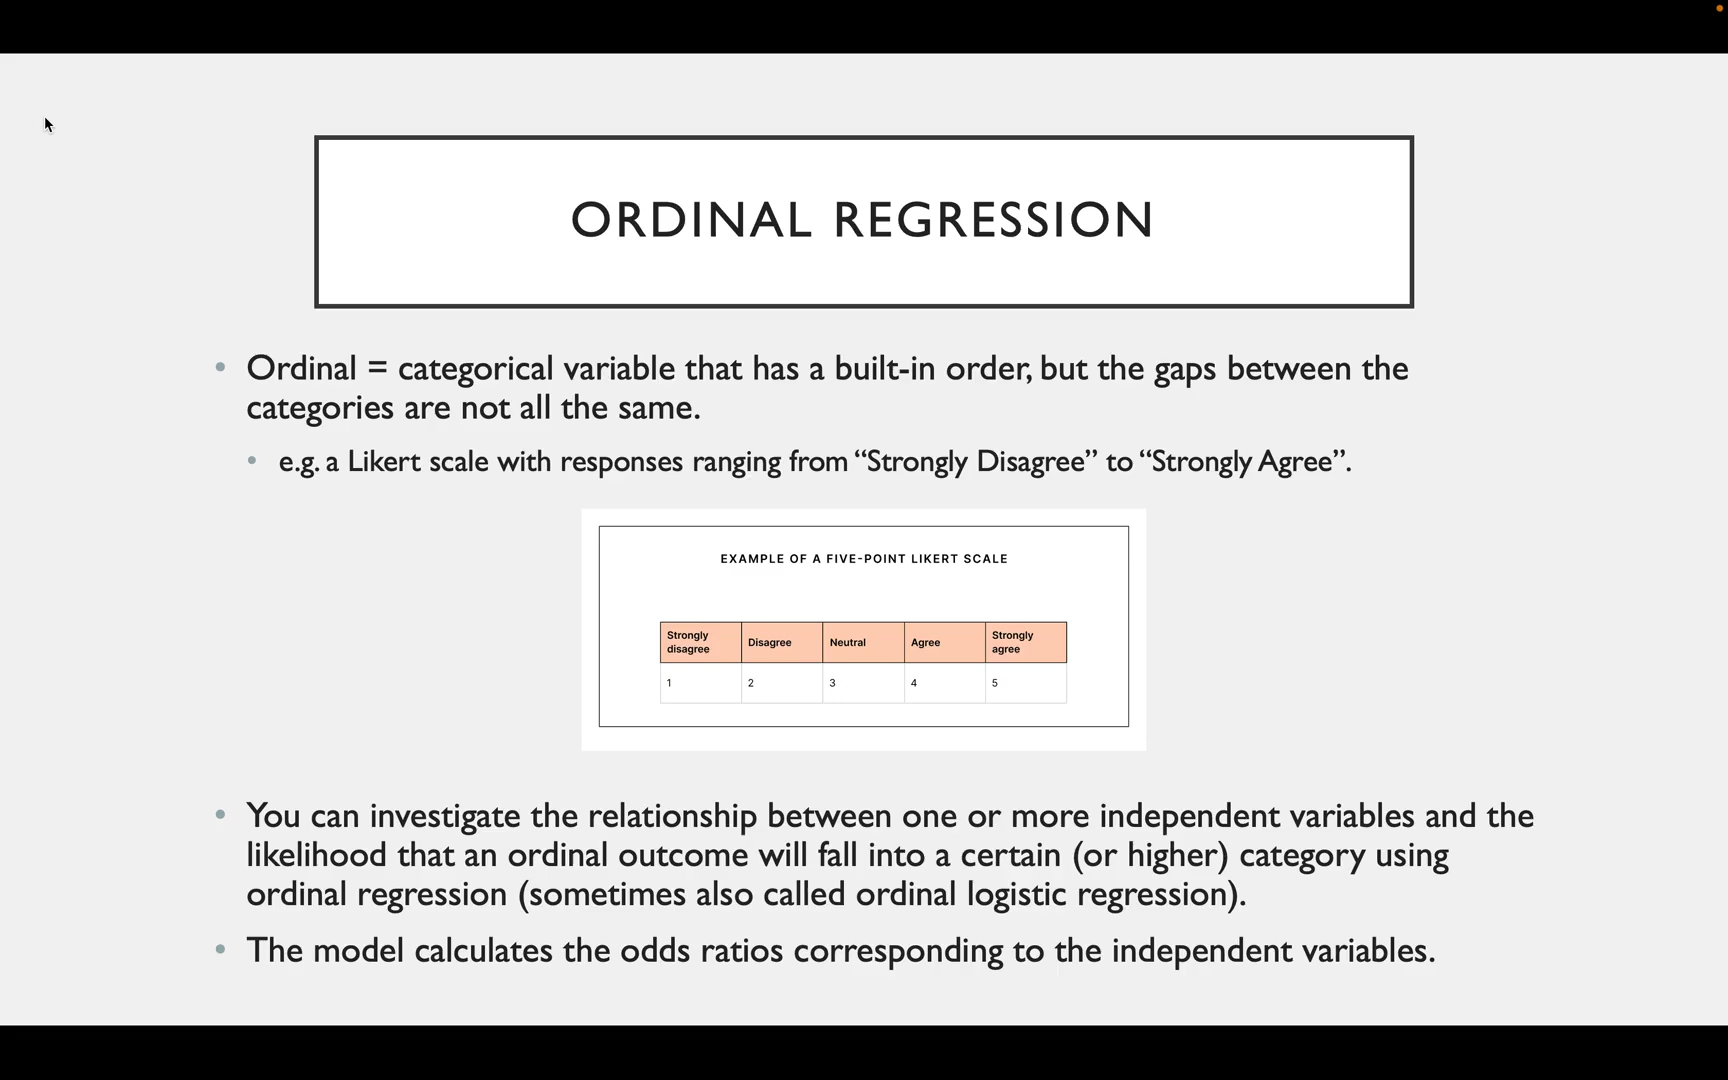 ORDINAL REGRESSION
• Ordinal = categorical variable that has a built-in order, but the gaps between the
categories are not all the same.
• e.g. a Likert scale with responses ranging from “Strongly Disagree” to “Strongly Agree”.
EXAMPLE OF A FIVE-POINT LIKERT SCALE
Strongly disagree Disagree Neutral Agree Strongly agree
1 2 3 4 5
• You can investigate the relationship between one or more independent variables and the
likelihood that an ordinal outcome will fall into a certain (or higher) category using
ordinal regression (sometimes also called ordinal logistic regression).
• The model calculates the odds ratios corresponding to the independent variables.